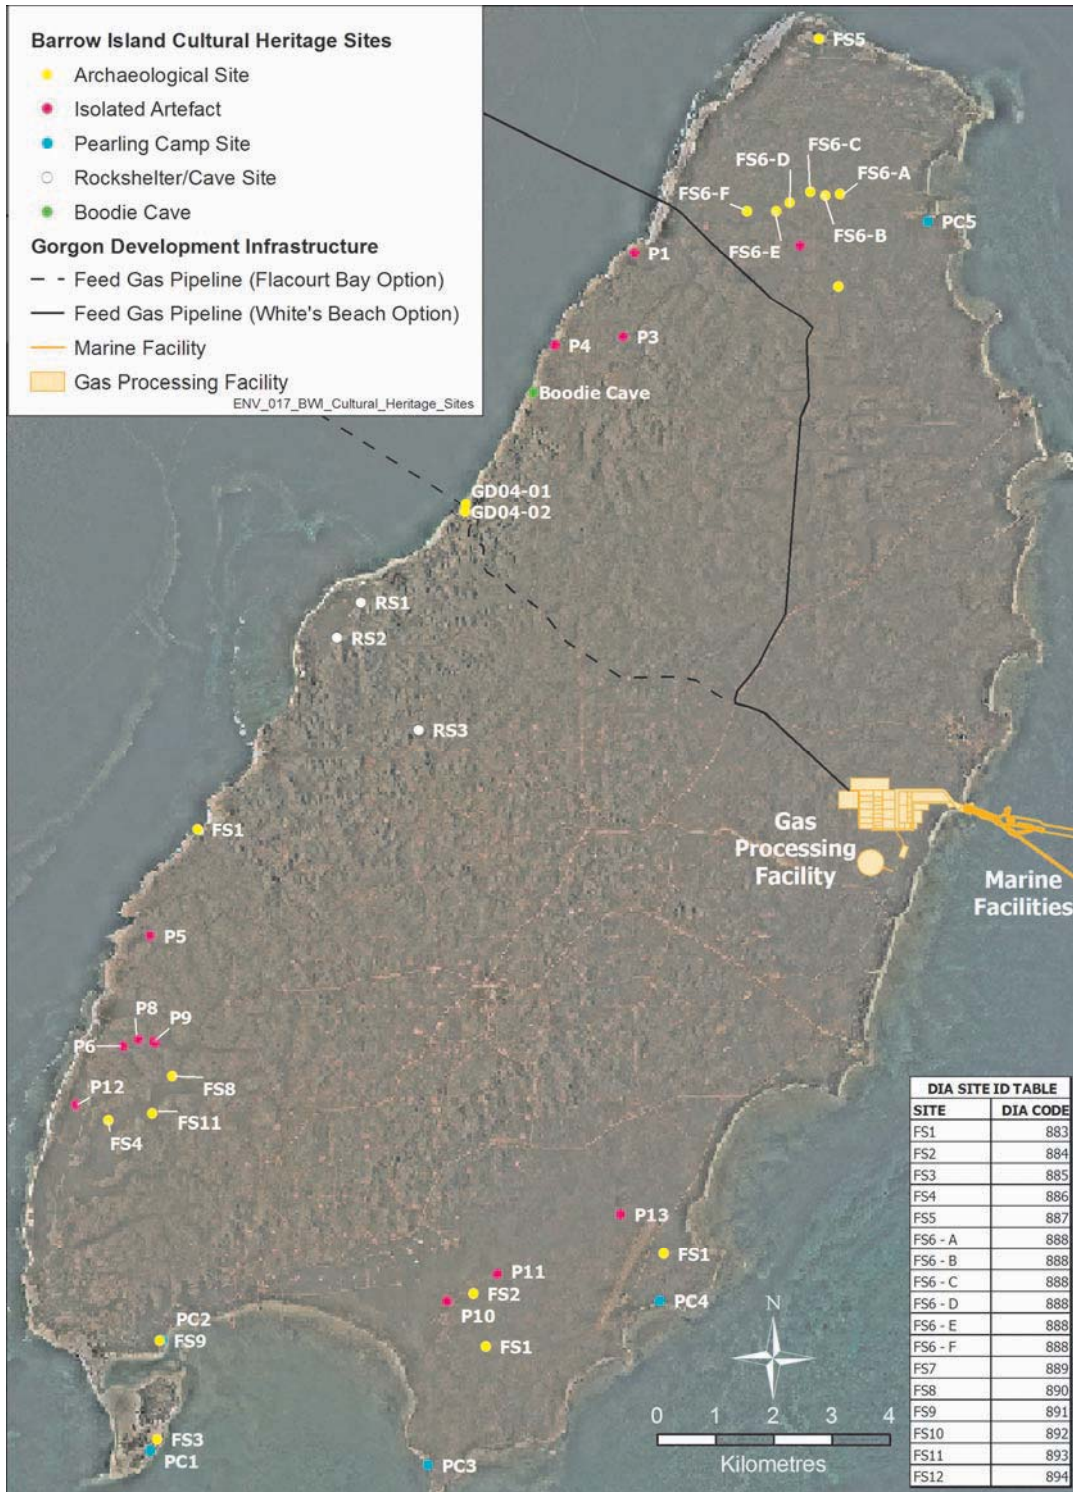 Barrow Island Cultural Heritage Sites
Archaeological Site
Isolated Artefact
Pearling Camp Site
Rockshelter/Cave Site
Boodie Cave
Gorgon Development Infrastructure
Feed Gas Pipeline (Flacourt Bay Option)
Feed Gas Pipeline (White's Beach Option)
Marine Facility
Gas Processing Facility
ENV_017_BWI_Cultural_Heritage_Sites
FS5
FS6-C
FS6-D
FS6-A
FS6-F
FS6-B
FS6-E
PC5
P1
P3
P4
Boodie Cave
GD04-01
GD04-02
RS1
RS2
RS3
FS1
Gas
Processing
Facility
Marine
Facilities
P5
P8
P9
P6
FS8
P12
FS11
FS4
P13
FS1
P11
FS2
P10
PC4
PC2
FS9
FS1
FS3
PC1
PC3
N
0 1 2 3 4
Kilometres
DIA SITE ID TABLE
SITE DIA CODE
FS1 883
FS2 884
FS3 885
FS4 886
FS5 887
FS6 - A 888
FS6 - B 888
FS6 - C 888
FS6 - D 888
FS6 - E 888
FS6 - F 888
FS7 889
FS8 890
FS9 891
FS10 892
FS11 893
FS12 894